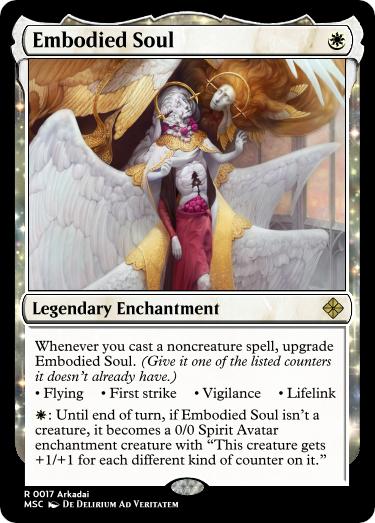 Embodied Soul
Legendary Enchantment
Whenever you cast a noncreature spell, upgrade
Embodied Soul. (Give it one of the listed counters
it doesn't already have.)
• Flying • First strike • Vigilance • Lifelink
: Until end of turn, if Embodied Soul isn't a
creature, it becomes a 0/0 Spirit Avatar
enchantment creature with “This creature gets
+1/+1 for each different kind of counter on it.”
R 0017 Arkadai
MSC De Delirium Ad Veritatem